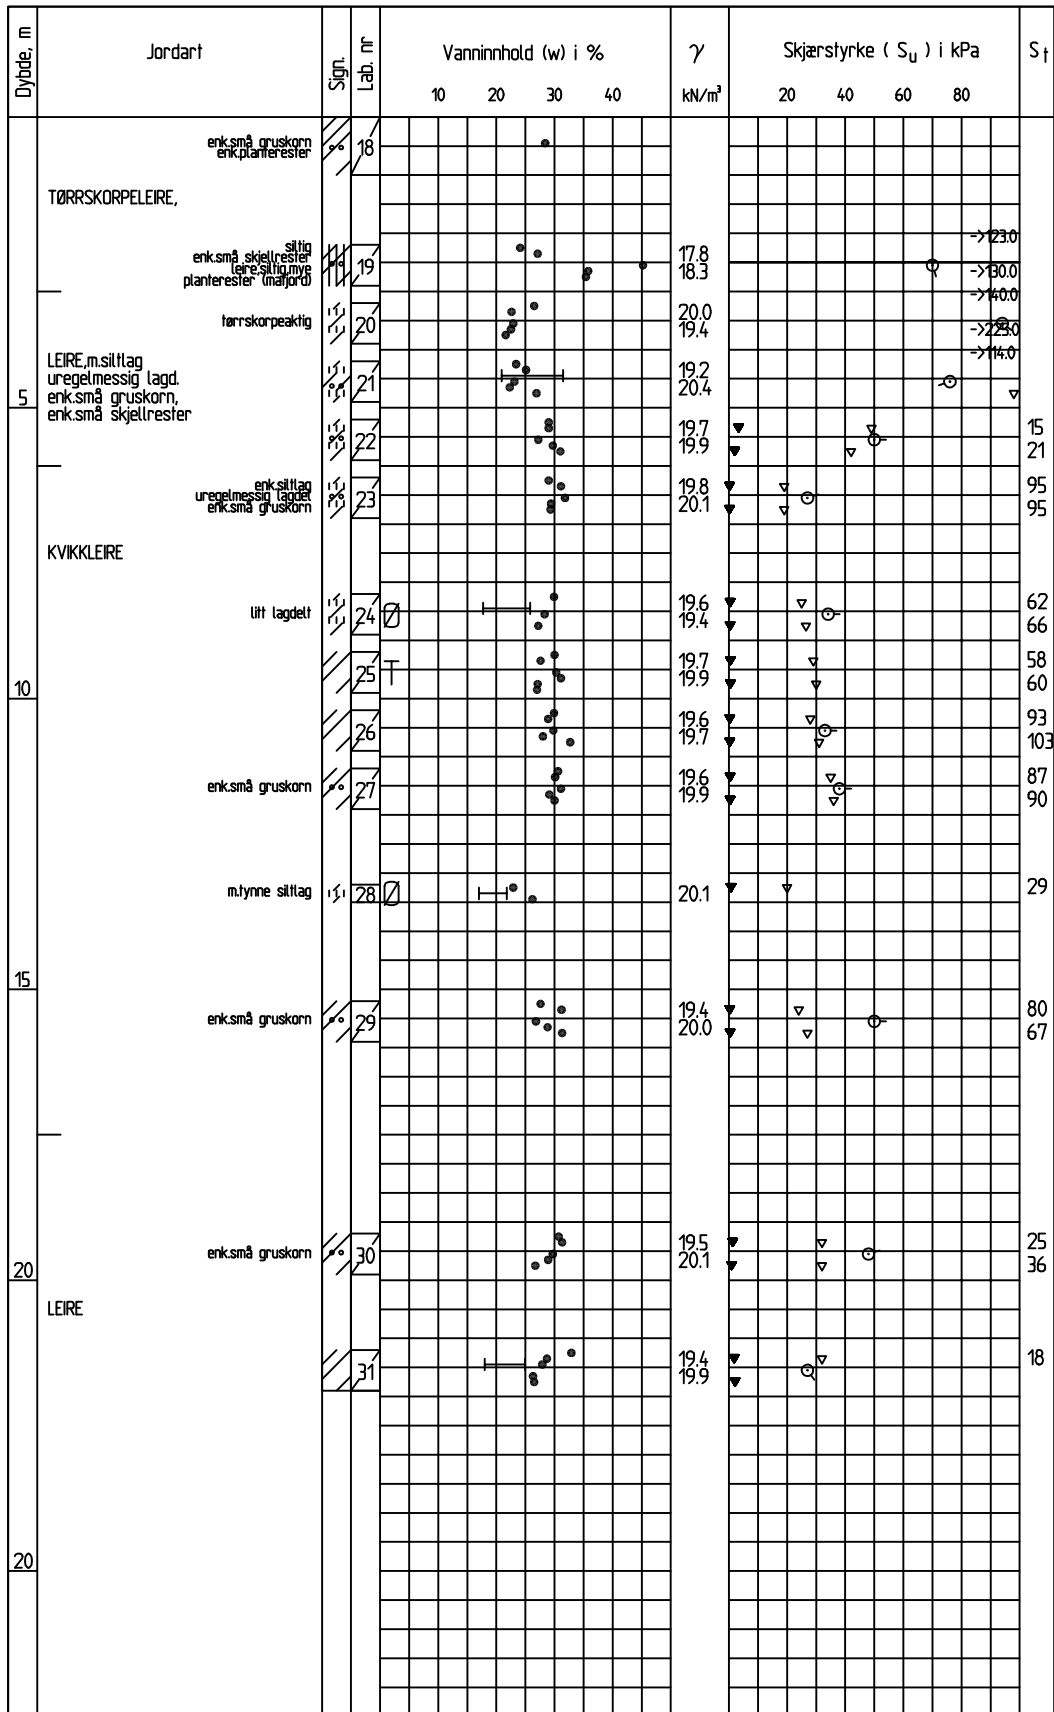 Dybde, m
Jordart
Sign.
Lab. nr
Vanninnhold (w) i %
γ
Skjærstyrke ( Su ) i kPa
St
10 20 30 40
kN/m³
20 40 60 80
enk.små gruskorn
enk.planterester
18
TØRRSKORPELEIRE,
->123.0
siltig
enk.små skjellrester
leire,siltig,mye
planterester (matjord)
19
17.8
18.3
->130.0
->140.0
tørrskorpeaktig
20
20.0
19.4
->225.0
->114.0
LEIRE,m.siltlag
uregelmessig lagd.
enk.små gruskorn,
enk.små skjellrester
21
19.2
20.4
5
22
19.7
19.9
15
21
enk.siltlag
uregelmessig lagdel
enk.små gruskorn
23
19.8
20.1
95
95
KVIKKLEIRE
litt lagdelt
24
Ø
19.6
19.4
62
66
25
T
19.7
19.9
58
60
10
26
19.6
19.7
93
103
enk.små gruskorn
27
19.6
19.9
87
90
m.tynne siltlag
28
Ø
20.1
29
15
enk.små gruskorn
29
19.4
20.0
80
67
enk.små gruskorn
30
19.5
20.1
25
36
20
LEIRE
31
19.4
19.9
18
20